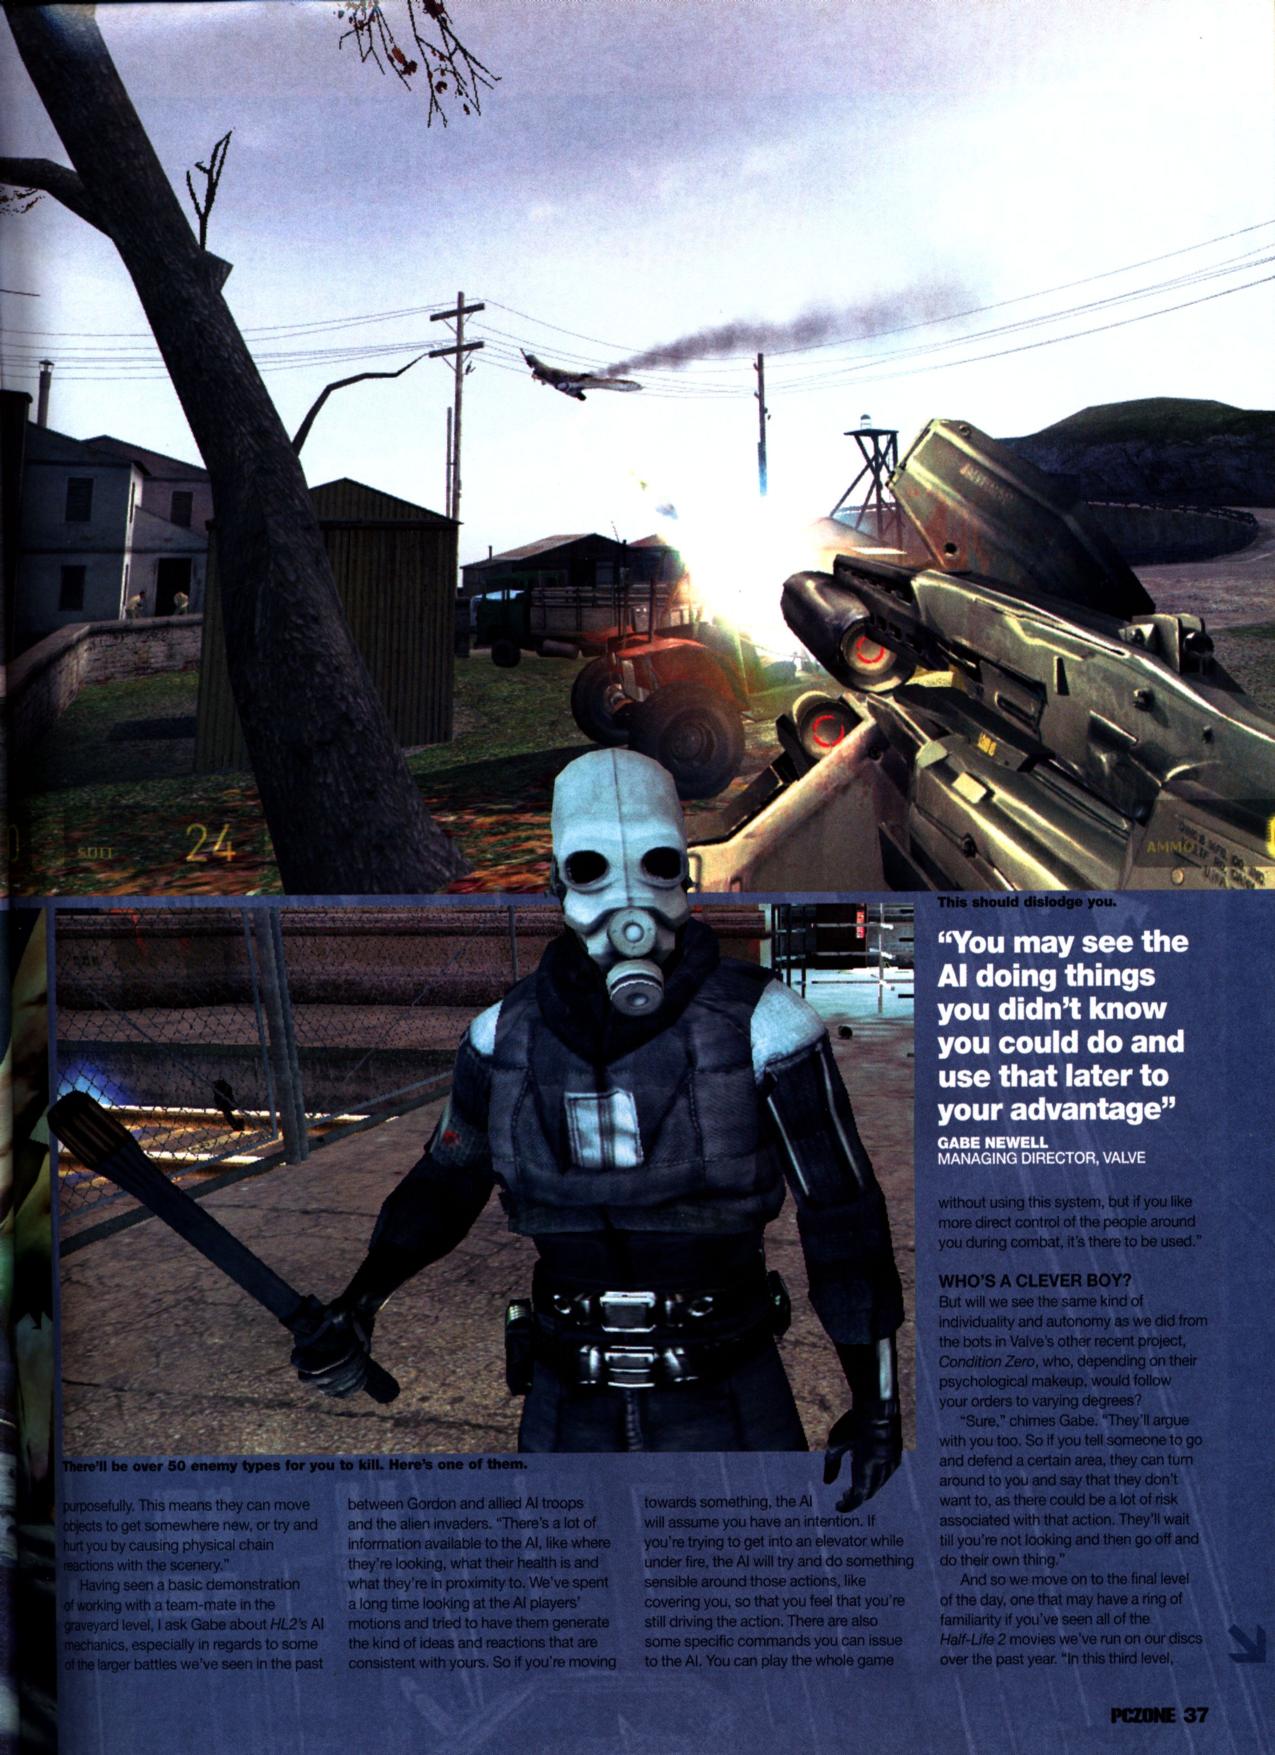 SUIT 24
AMMO
This should dislodge you.
“You may see the
AI doing things
you didn’t know
you could do and
use that later to
your advantage”
GABE NEWELL
MANAGING DIRECTOR, VALVE
There’ll be over 50 enemy types for you to kill. Here’s one of them.
purposefully. This means they can move
objects to get somewhere new, or try and
hurt you by causing physical chain
reactions with the scenery.”
Having seen a basic demonstration
of working with a team-mate in the
graveyard level, I ask Gabe about HL2’s AI
mechanics, especially in regards to some
of the larger battles we’ve seen in the past
between Gordon and allied AI troops
and the alien invaders. “There’s a lot of
information available to the AI, like where
they’re looking, what their health is and
what they’re in proximity to. We’ve spent
a long time looking at the AI players’
motions and tried to have them generate
the kind of ideas and reactions that are
consistent with yours. So if you’re moving
towards something, the AI
will assume you have an intention. If
you’re trying to get into an elevator while
under fire, the AI will try and do something
sensible around those actions, like
covering you, so that you feel that you’re
still driving the action. There are also
some specific commands you can issue
to the AI. You can play the whole game
without using this system, but if you like
more direct control of the people around
you during combat, it’s there to be used.”
WHO’S A CLEVER BOY?
But will we see the same kind of
individuality and autonomy as we did from
the bots in Valve’s other recent project,
Condition Zero, who, depending on their
psychological makeup, would follow
your orders to varying degrees?
“Sure,” chimes Gabe. “They’ll argue
with you too. So if you tell someone to go
and defend a certain area, they can turn
around to you and say that they don’t
want to, as there could be a lot of risk
associated with that action. They’ll wait
till you’re not looking and then go off and
do their own thing.”
And so we move on to the final level
of the day, one that may have a ring of
familiarity if you’ve seen all of the
Half-Life 2 movies we’ve run on our discs
over the past year. “In this third level,
PCZONE 37